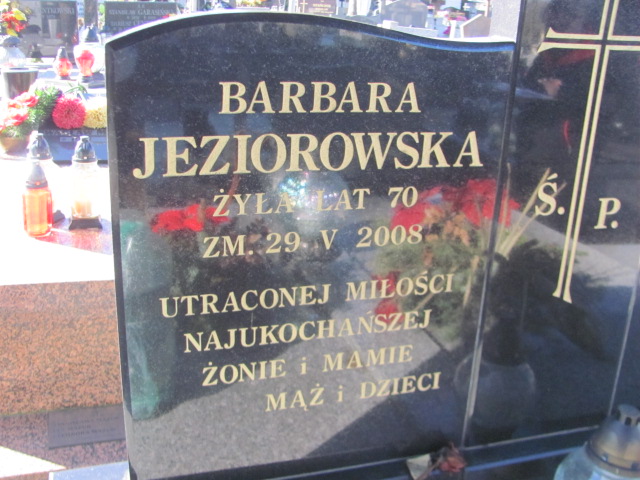 BARBARA
JEZIOROWSKA
ŻYŁA LAT 70
ZM. 29 V 2008
UTRACONEJ MIŁOŚCI
NAJUKOCHAŃSZEJ
ŻONIE i MAMIE
MĄŻ i DZIECI
Ś. P.